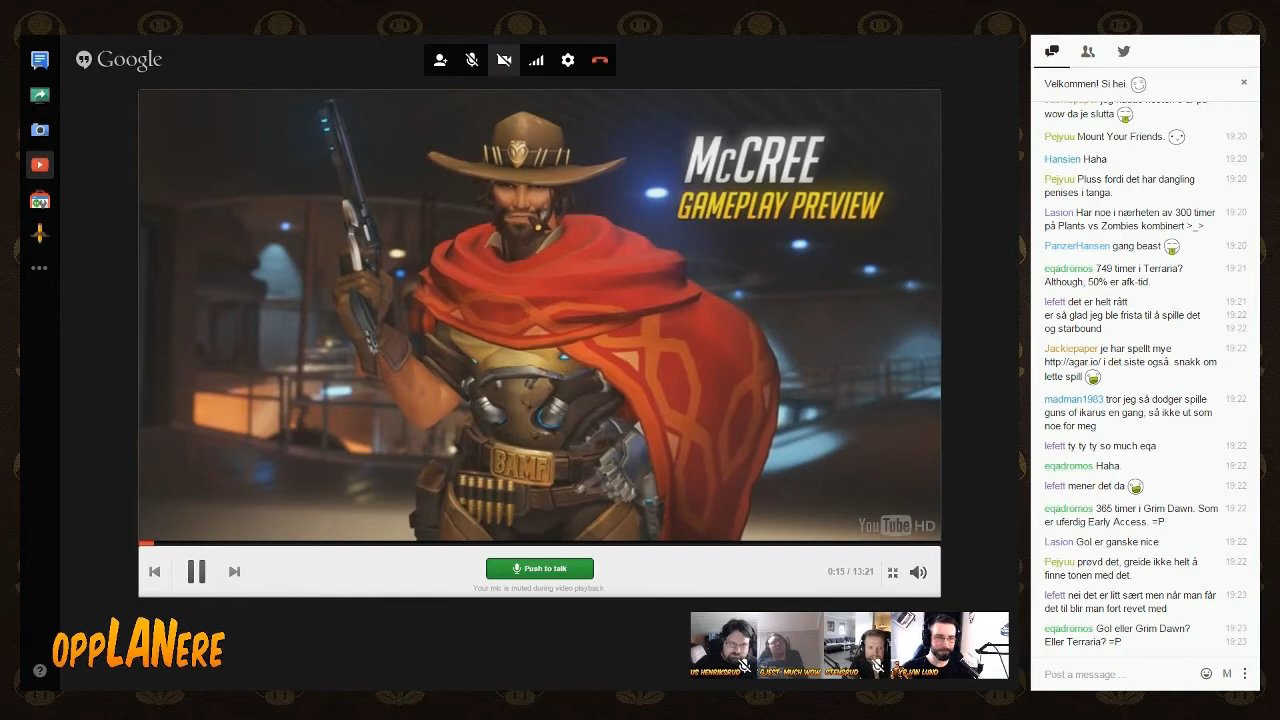 Google
McCREE
GAMEPLAY PREVIEW
BAMF
YouTube HD
Push to talk
Your mic is muted during video playback.
0:15 / 13:21
oppLANere
US HENRIKSRUD
GJEST: MUCH WOW
STENSRUD
ØRJAN LUND
Velkommen! Si hei.
wow da je slutta
Pejyuu Mount Your Friends. 19:20
Hansien Haha 19:20
Pejyuu Pluss fordi det har dangling 19:20
penises i tanga.
Lasion Har noe i nærheten av 300 timer 19:20
på Plants vs Zombies kombinert >_>
PanzerHansen gang beast 19:20
eqadromos 749 timer i Terraria? 19:21
Although, 50% er afk-tid.
lefett det er helt rått 19:21
er så glad jeg ble frista til å spille det 19:22
og starbound 19:22
Jackiepaper je har spellt mye 19:22
http://agar.io/ i det siste også. snakk om
lette spill
madman1983 tror jeg så dodger spille 19:22
guns of ikarus en gang, så ikke ut som
noe for meg
lefett ty ty ty so much eqa 19:22
eqadromos Haha. 19:22
lefett mener det da 19:22
eqadromos 365 timer i Grim Dawn. Som 19:22
er uferdig Early Access. =P
Lasion Gol er ganske nice 19:22
Pejyuu prøvd det, greide ikke helt å 19:22
finne tonen med det.
lefett nei det er litt sært men når man får 19:23
det til blir man fort revet med
eqadromos Gol eller Grim Dawn? 19:23
Eller Terraria? =P 19:23
Post a message ...
M